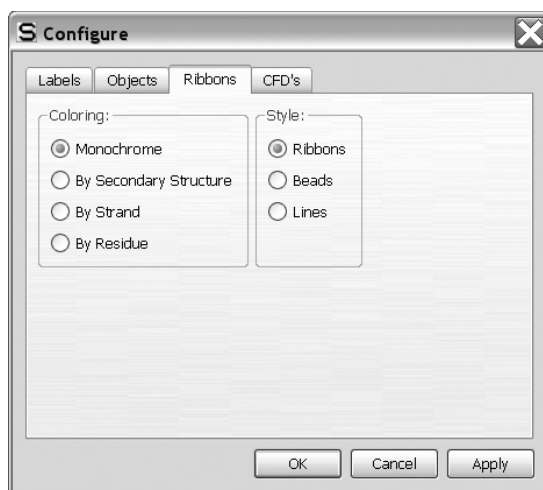 S Configure
Labels Objects Ribbons CFD's
Coloring: Style:
Monochrome Ribbons
By Secondary Structure Beads
By Strand Lines
By Residue
OK Cancel Apply